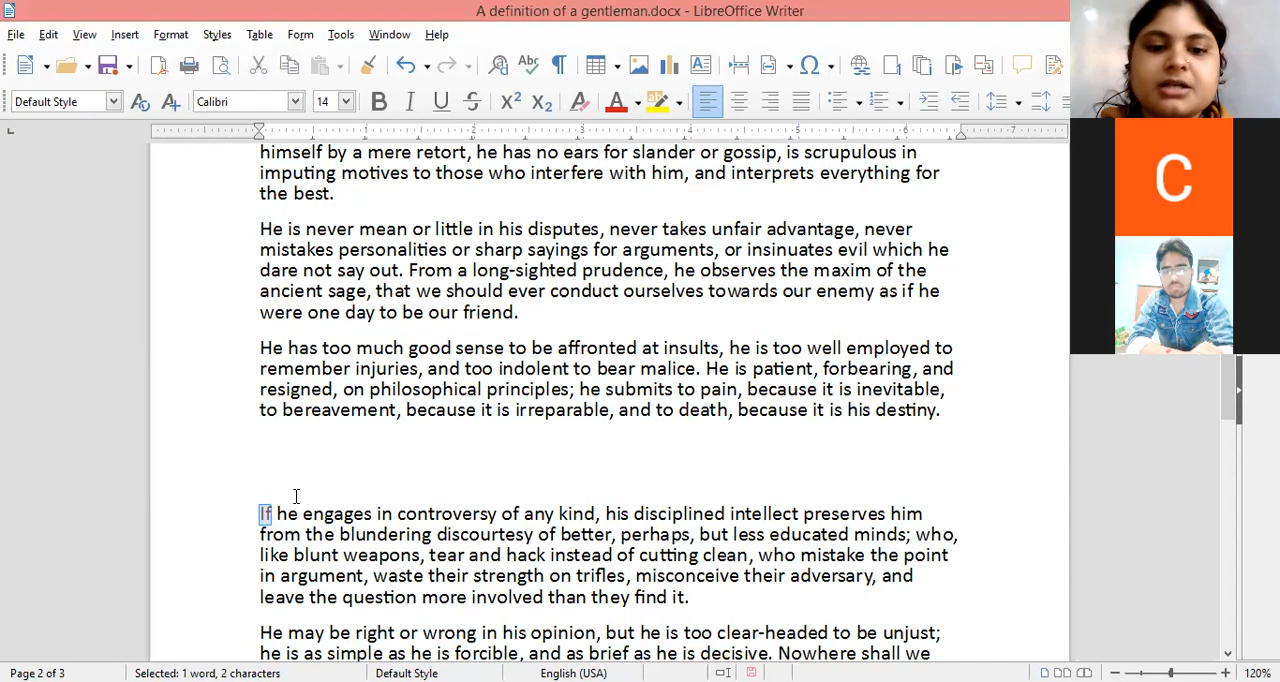 A definition of a gentleman.docx - LibreOffice Writer
File Edit View Insert Format Styles Table Form Tools Window Help
Default Style Calibri 14
1 2 3 4 5 6 7
himself by a mere retort, he has no ears for slander or gossip, is scrupulous in
imputing motives to those who interfere with him, and interprets everything for
the best.
He is never mean or little in his disputes, never takes unfair advantage, never
mistakes personalities or sharp sayings for arguments, or insinuates evil which he
dare not say out. From a long-sighted prudence, he observes the maxim of the
ancient sage, that we should ever conduct ourselves towards our enemy as if he
were one day to be our friend.
He has too much good sense to be affronted at insults, he is too well employed to
remember injuries, and too indolent to bear malice. He is patient, forbearing, and
resigned, on philosophical principles; he submits to pain, because it is inevitable,
to bereavement, because it is irreparable, and to death, because it is his destiny.
If he engages in controversy of any kind, his disciplined intellect preserves him
from the blundering discourtesy of better, perhaps, but less educated minds; who,
like blunt weapons, tear and hack instead of cutting clean, who mistake the point
in argument, waste their strength on trifles, misconceive their adversary, and
leave the question more involved than they find it.
He may be right or wrong in his opinion, but he is too clear-headed to be unjust;
he is as simple as he is forcible, and as brief as he is decisive. Nowhere shall we
Page 2 of 3 Selected: 1 word, 2 characters Default Style English (USA) 120%
C